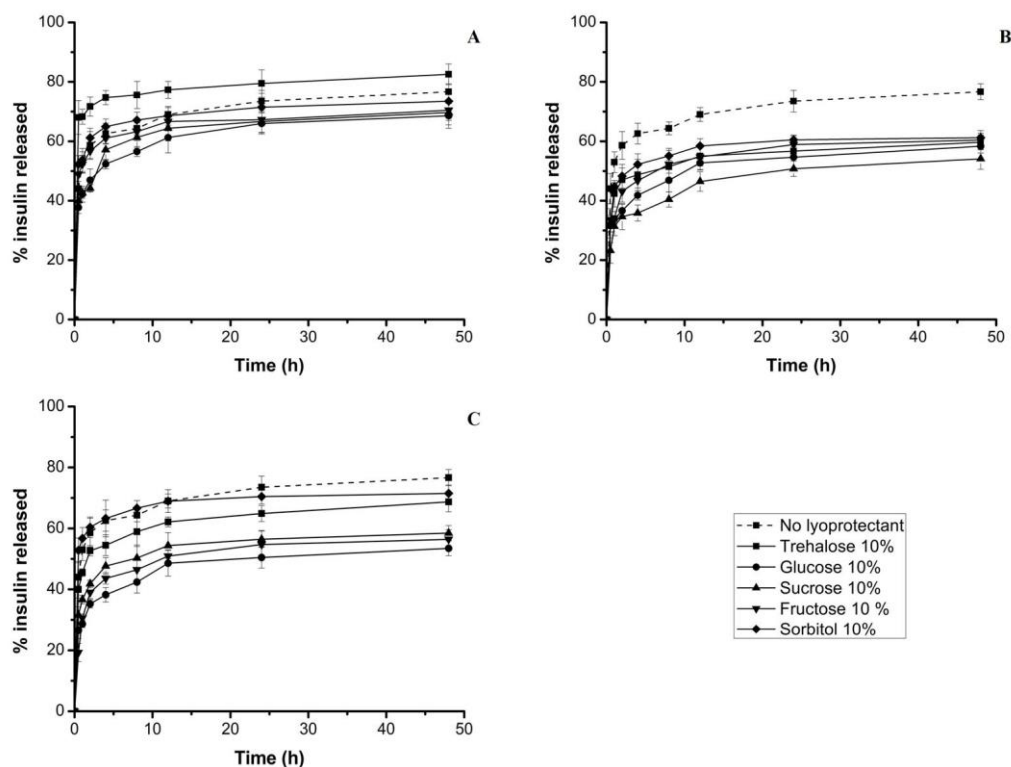 A
% insulin released
100
80
60
40
20
0
0 10 20 30 40 50
Time (h)
B
% insulin released
100
80
60
40
20
0
0 10 20 30 40 50
Time (h)
C
% insulin released
100
80
60
40
20
0
0 10 20 30 40 50
Time (h)
No lyoprotectant
Trehalose 10%
Glucose 10%
Sucrose 10%
Fructose 10 %
Sorbitol 10%